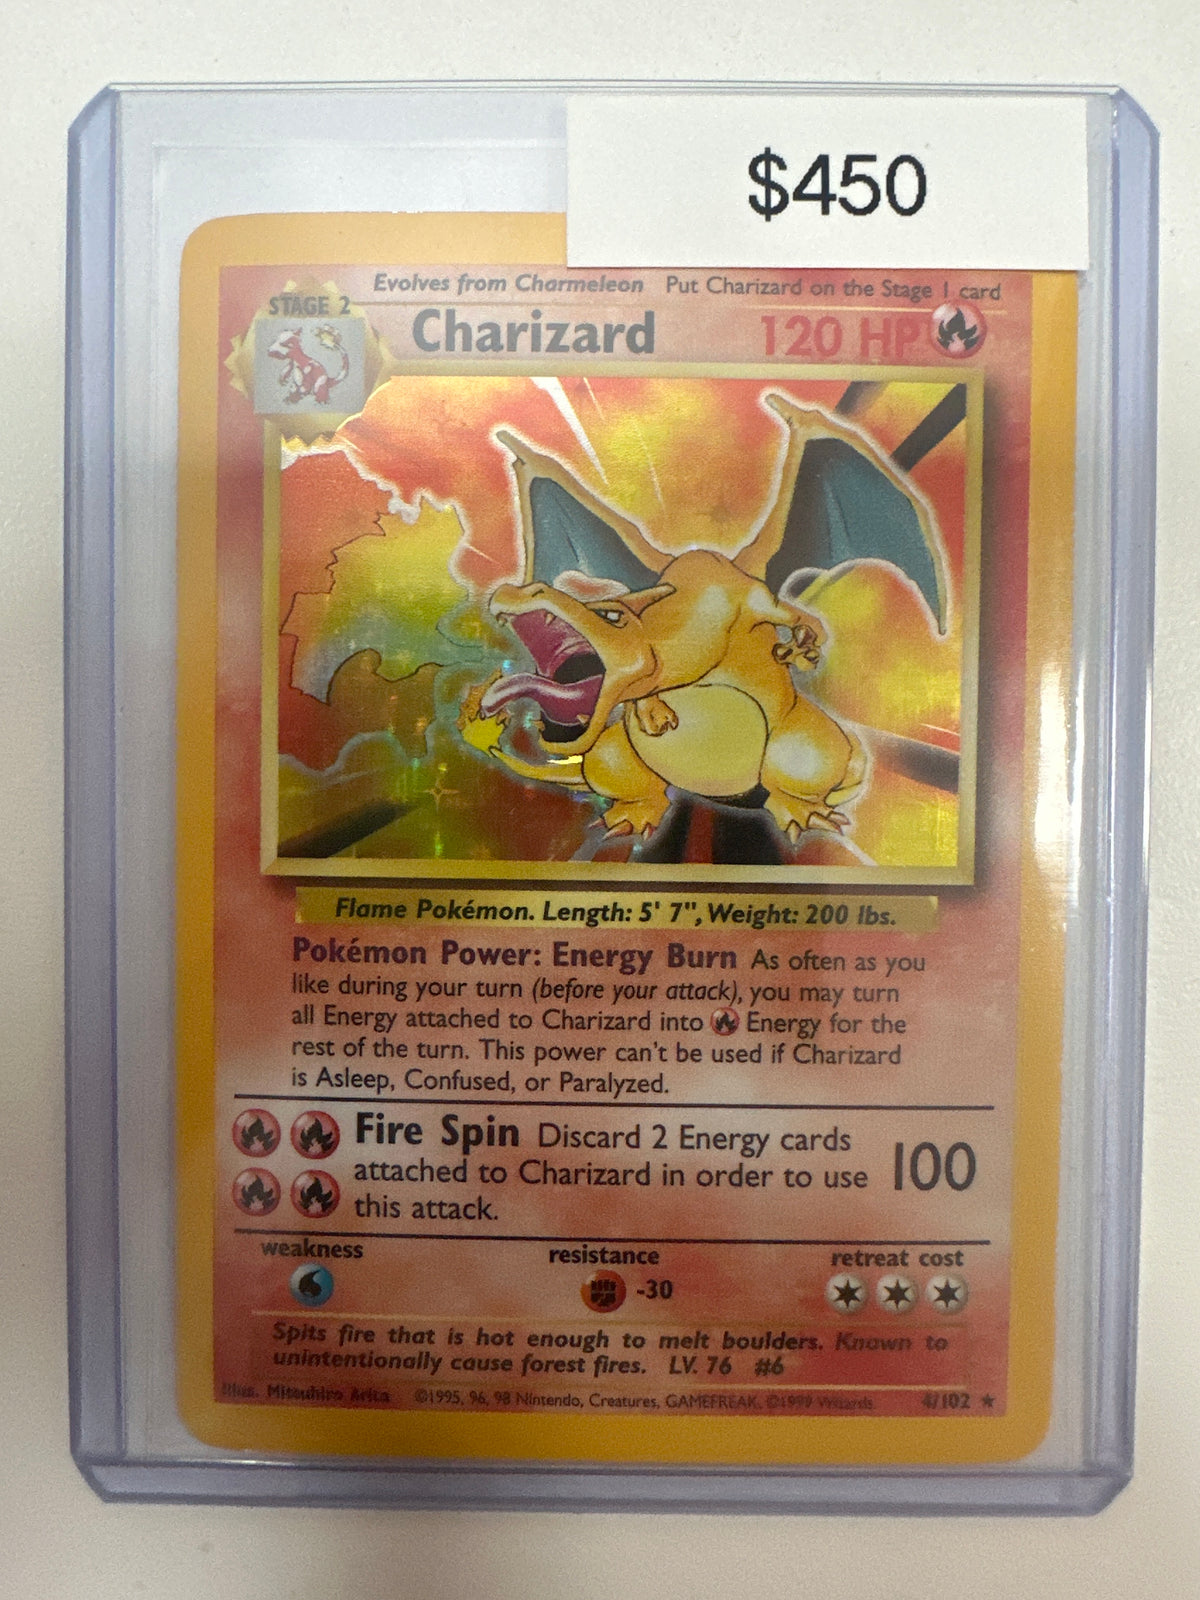 $450
Evolves from Charmeleon Put Charizard on the Stage 1 card
STAGE 2
Charizard 120 HP
Flame Pokémon. Length: 5' 7", Weight: 200 lbs.
Pokémon Power: Energy Burn As often as you
like during your turn (before your attack), you may turn
all Energy attached to Charizard into Energy for the
rest of the turn. This power can't be used if Charizard
is Asleep, Confused, or Paralyzed.
Fire Spin Discard 2 Energy cards
attached to Charizard in order to use
this attack.
100
weakness resistance retreat cost
-30
Spits fire that is hot enough to melt boulders. Known to
unintentionally cause forest fires. LV. 76 #6
Illus. Mitsuhiro Arita ©1995, 96, 98 Nintendo, Creatures, GAMEFREAK. ©1999 Wizards. 4/102 ★